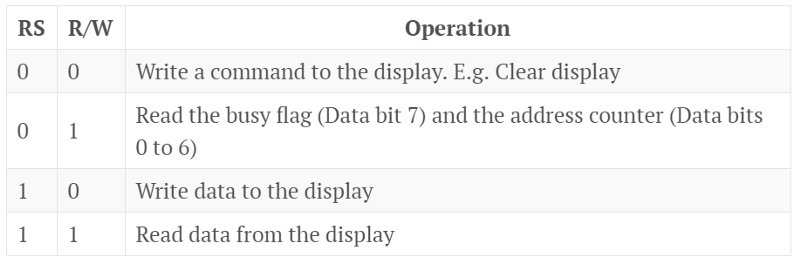 RS R/W Operation
0 0 Write a command to the display. E.g. Clear display
0 1 Read the busy flag (Data bit 7) and the address counter (Data bits
0 to 6)
1 0 Write data to the display
1 1 Read data from the display